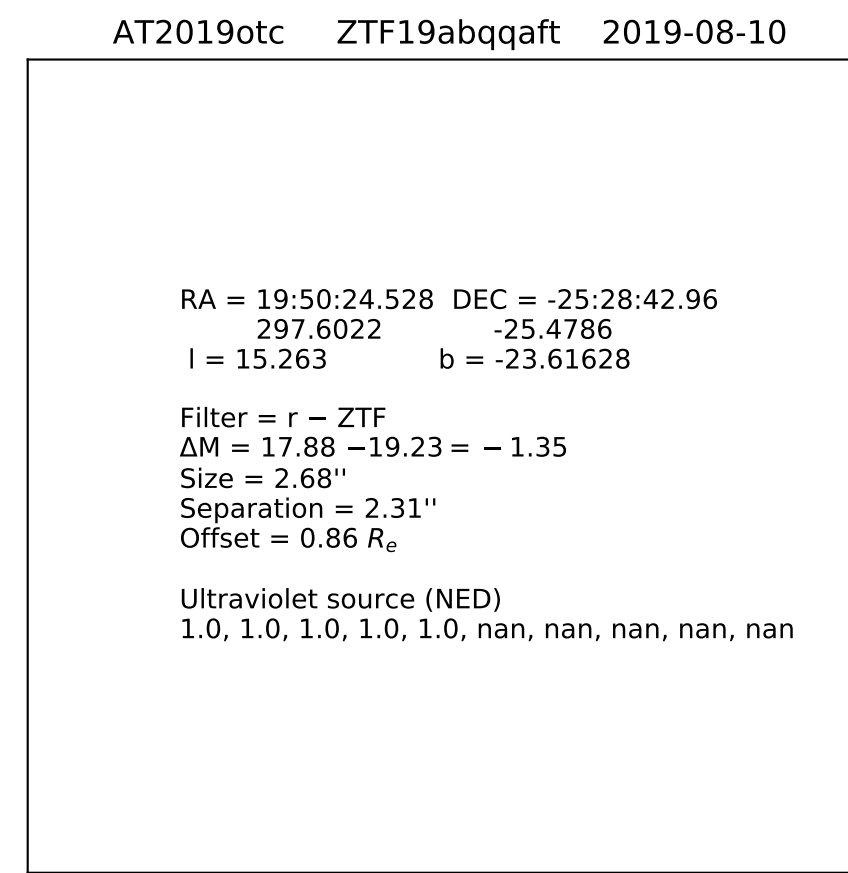 AT2019otc ZTF19abqqaft 2019-08-10
RA = 19:50:24.528 DEC = -25:28:42.96
297.6022 -25.4786
l = 15.263 b = -23.61628
Filter = r − ZTF
ΔM = 17.88 −19.23 = − 1.35
Size = 2.68''
Separation = 2.31''
Offset = 0.86 Re
Ultraviolet source (NED)
1.0, 1.0, 1.0, 1.0, 1.0, nan, nan, nan, nan, nan